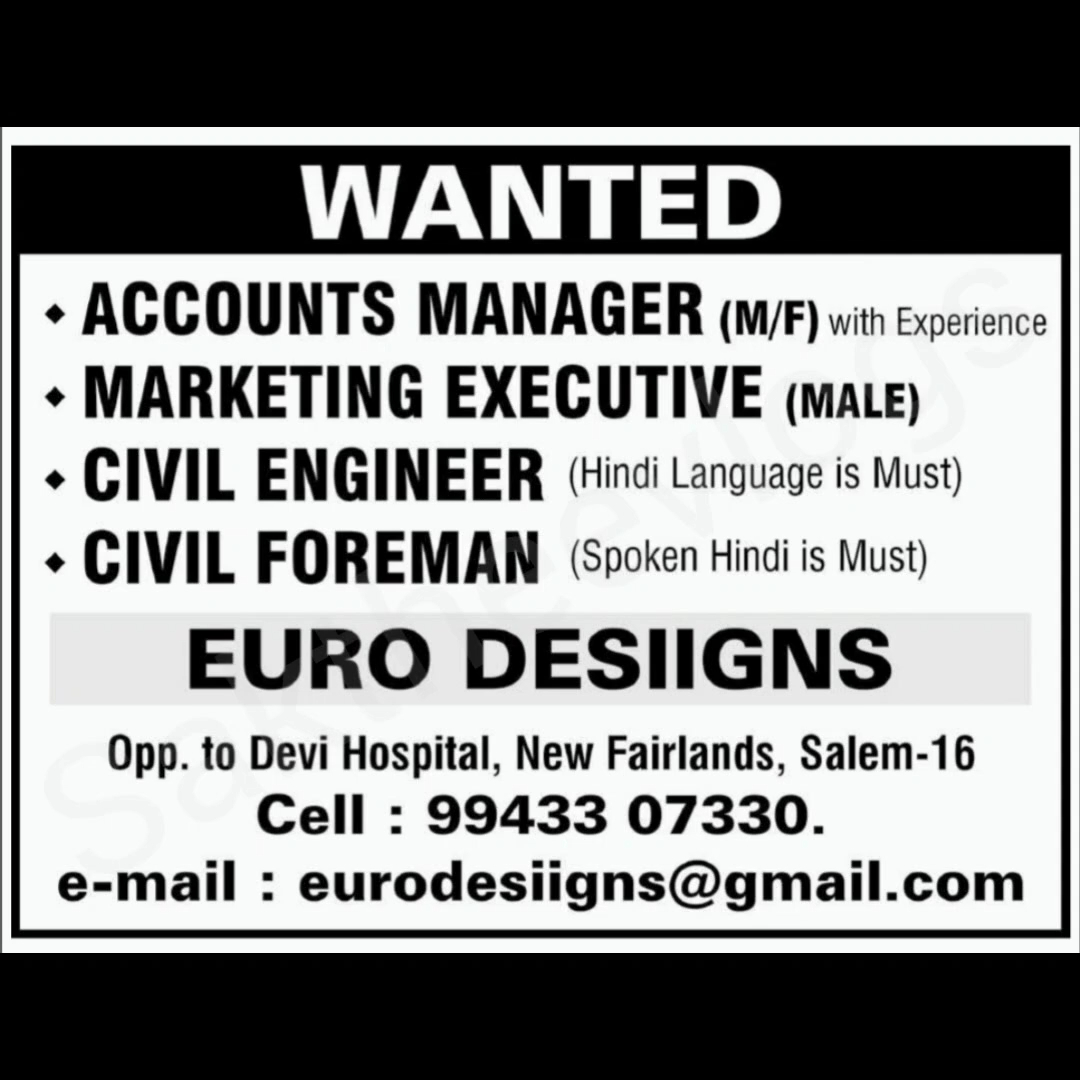 WANTED
◆ ACCOUNTS MANAGER (M/F) with Experience
◆ MARKETING EXECUTIVE (MALE)
◆ CIVIL ENGINEER (Hindi Language is Must)
◆ CIVIL FOREMAN (Spoken Hindi is Must)
EURO DESIIGNS
Opp. to Devi Hospital, New Fairlands, Salem-16
Cell : 99433 07330.
e-mail : eurodesiigns@gmail.com
Saktheevlogs